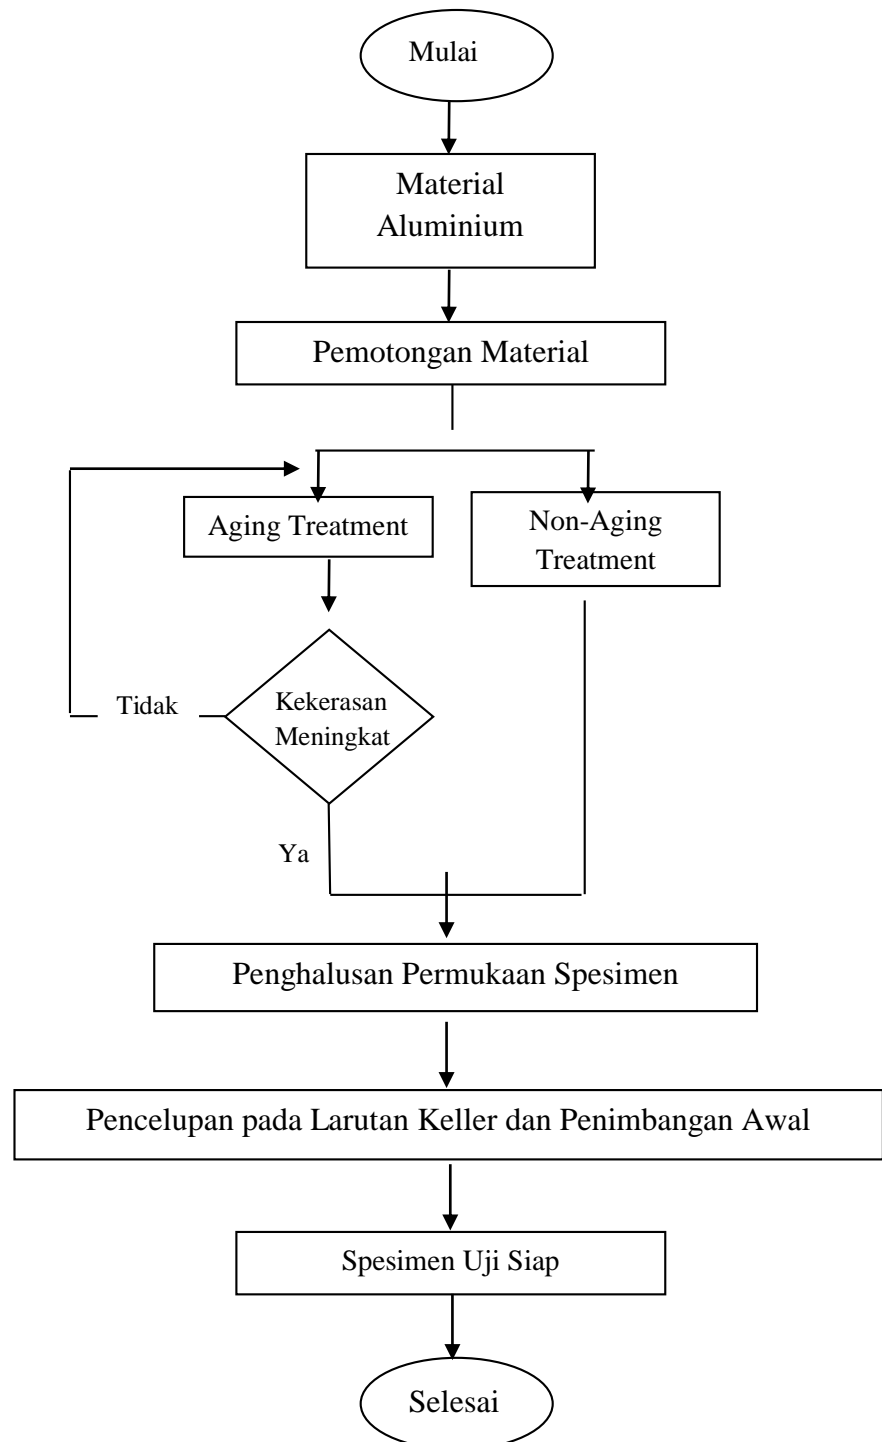 Mulai
Material
Aluminium
Pemotongan Material
Aging Treatment
Non-Aging
Treatment
Tidak
Kekerasan
Meningkat
Ya
Penghalusan Permukaan Spesimen
Pencelupan pada Larutan Keller dan Penimbangan Awal
Spesimen Uji Siap
Selesai